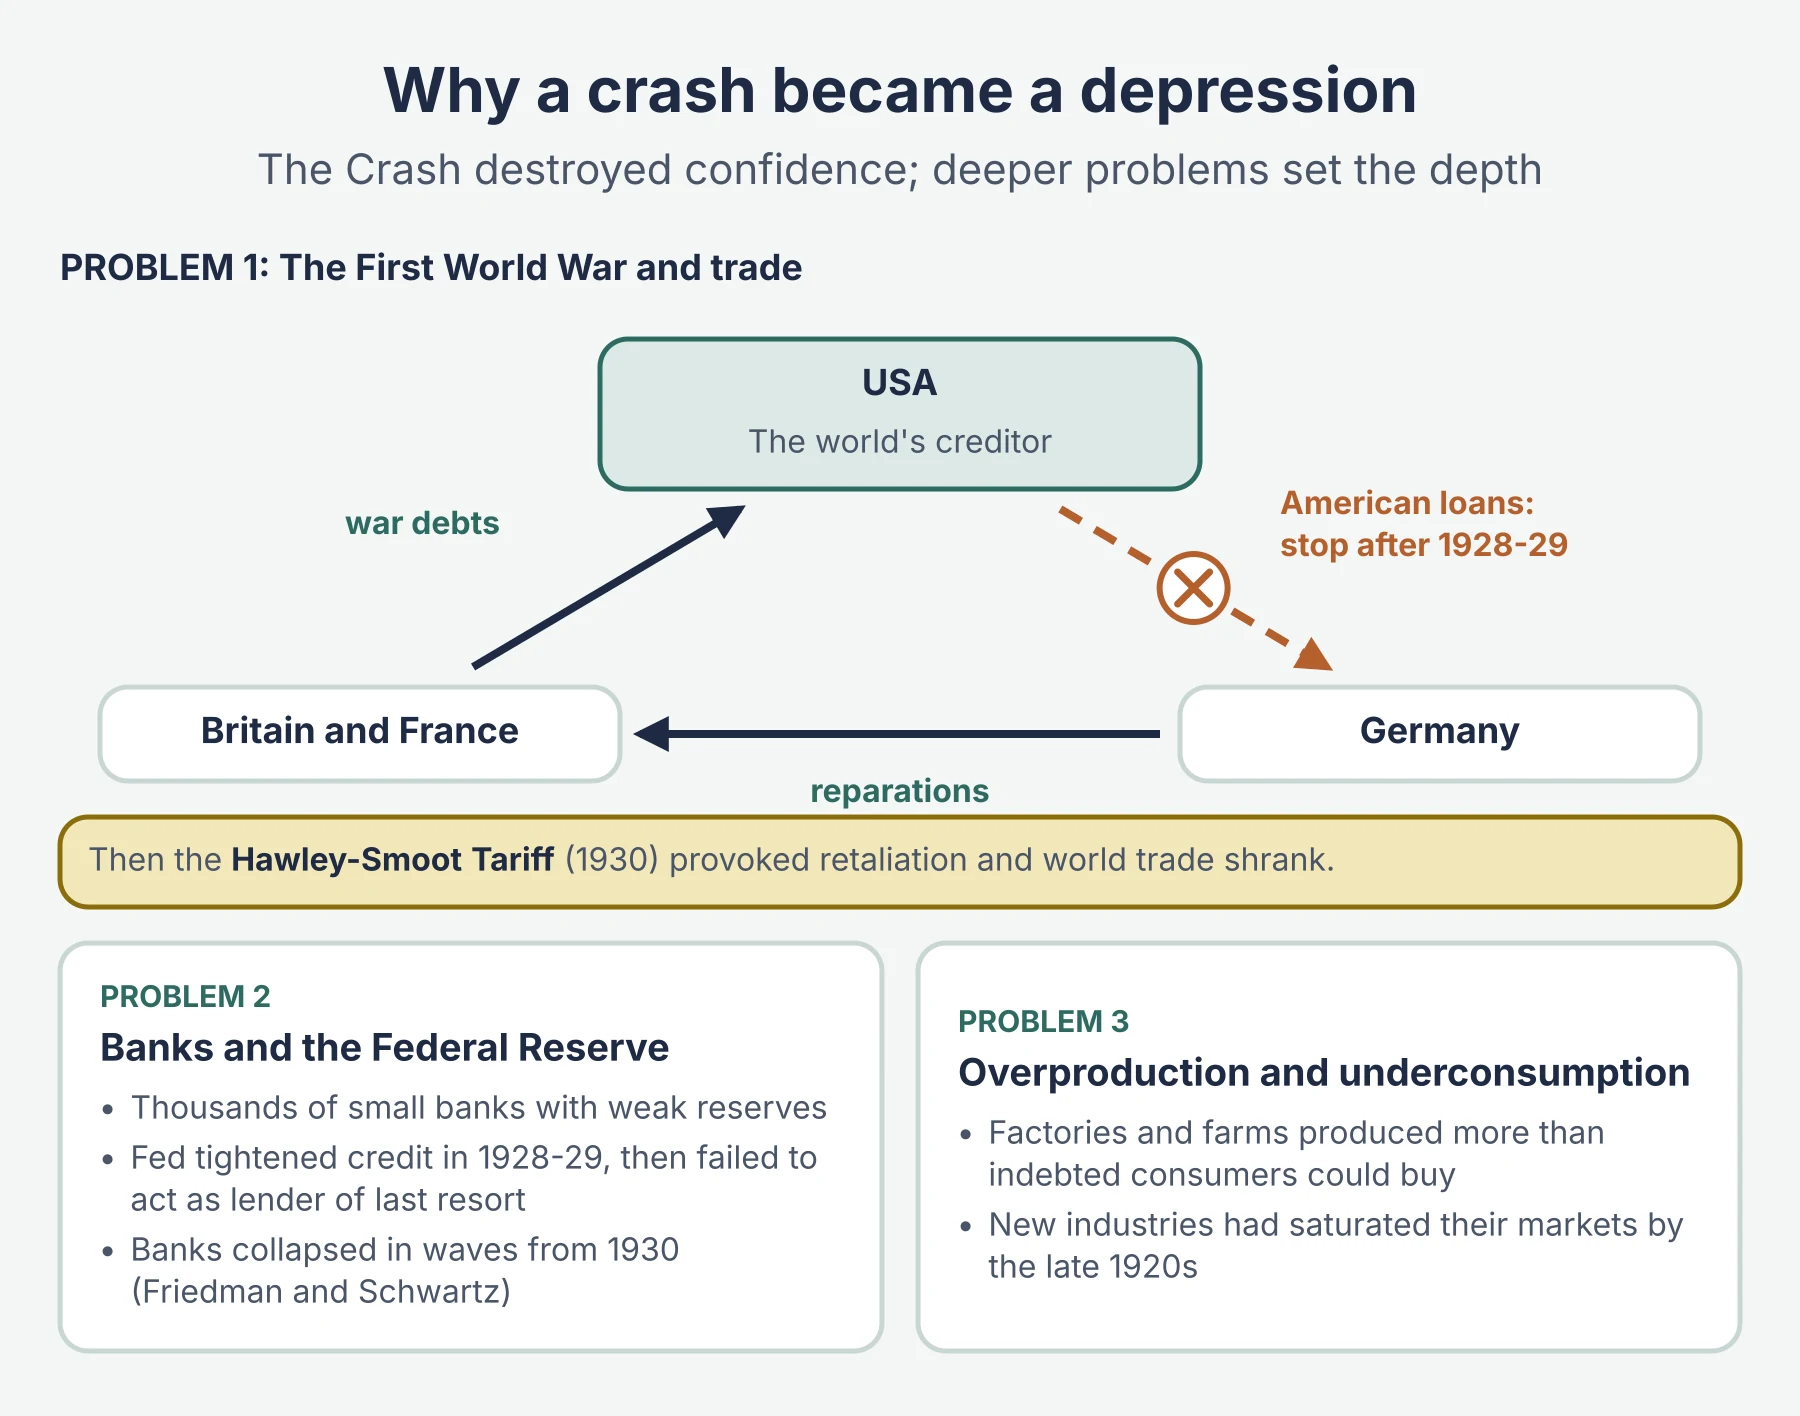 Why a crash became a depression
The Crash destroyed confidence; deeper problems set the depth
PROBLEM 1: The First World War and trade
USA
The world's creditor
war debts
American loans:
stop after 1928-29
Britain and France
Germany
reparations
Then the Hawley-Smoot Tariff (1930) provoked retaliation and world trade shrank.
PROBLEM 2
Banks and the Federal Reserve
• Thousands of small banks with weak reserves
• Fed tightened credit in 1928-29, then failed to
act as lender of last resort
• Banks collapsed in waves from 1930
(Friedman and Schwartz)
PROBLEM 3
Overproduction and underconsumption
• Factories and farms produced more than
indebted consumers could buy
• New industries had saturated their markets by
the late 1920s